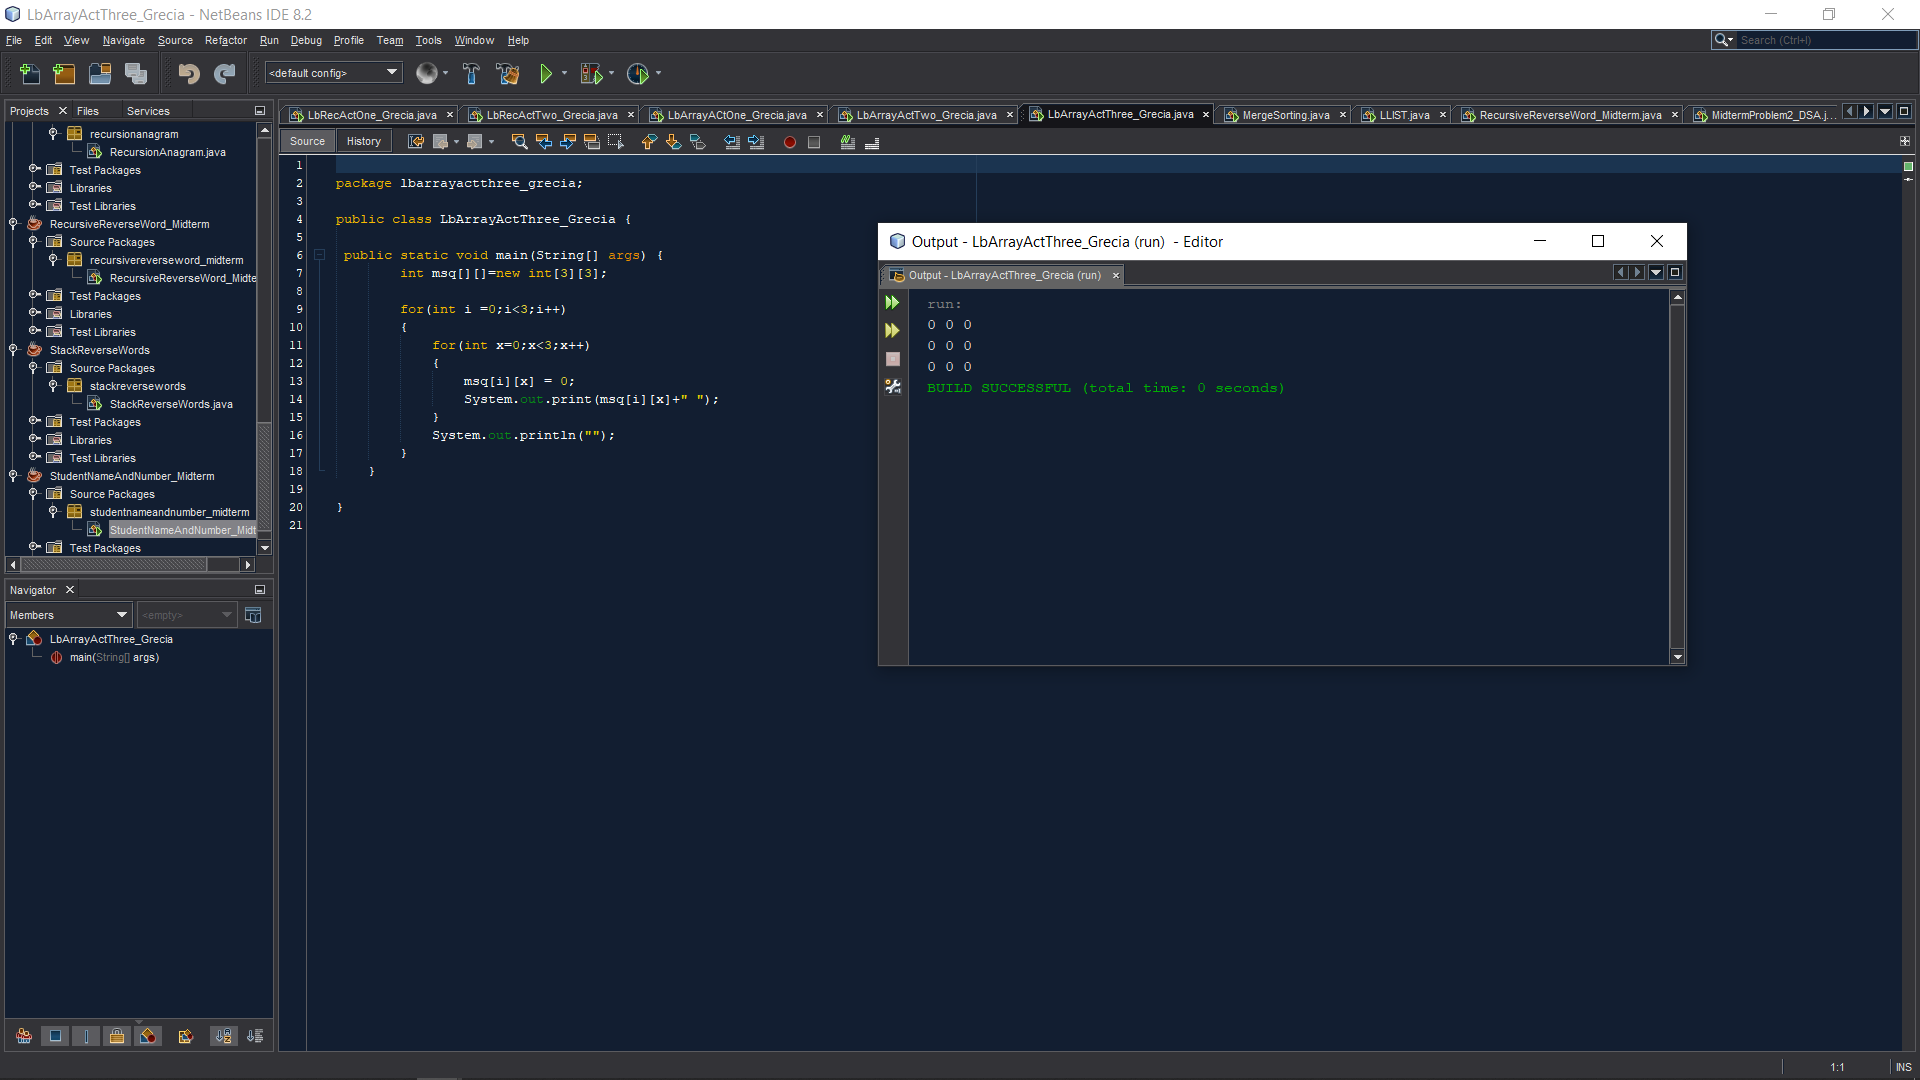 LbArrayActThree_Grecia - NetBeans IDE 8.2
File Edit View Navigate Source Refactor Run Debug Profile Team Tools Window Help
Search (Ctrl+I)
<default config>
Projects Files Services
recursionanagram
RecursionAnagram.java
Test Packages
Libraries
Test Libraries
RecursiveReverseWord_Midterm
Source Packages
recursivereverseword_midterm
RecursiveReverseWord_Midte
Test Packages
Libraries
Test Libraries
StackReverseWords
Source Packages
stackreversewords
StackReverseWords.java
Test Packages
Libraries
Test Libraries
StudentNameAndNumber_Midterm
Source Packages
studentnameandnumber_midterm
StudentNameAndNumber_Midt
Test Packages
Navigator
Members <empty>
LbArrayActThree_Grecia
main(String[] args)
LbRecActOne_Grecia.java LbRecActTwo_Grecia.java LbArrayACtOne_Grecia.java LbArrayActTwo_Grecia.java LbArrayActThree_Grecia.java MergeSorting.java LLIST.java RecursiveReverseWord_Midterm.java MidtermProblem2_DSA.j...
Source History
1
2 package lbarrayactthree_grecia;
3
4 public class LbArrayActThree_Grecia {
5
6 public static void main(String[] args) {
7 int msq[][]=new int[3][3];
8
9 for(int i =0;i<3;i++)
10 {
11 for(int x=0;x<3;x++)
12 {
13 msq[i][x] = 0;
14 System.out.print(msq[i][x]+" ");
15 }
16 System.out.println("");
17 }
18 }
19
20 }
21
Output - LbArrayActThree_Grecia (run) - Editor
Output - LbArrayActThree_Grecia (run)
run:
0 0 0
0 0 0
0 0 0
BUILD SUCCESSFUL (total time: 0 seconds)
1:1 INS